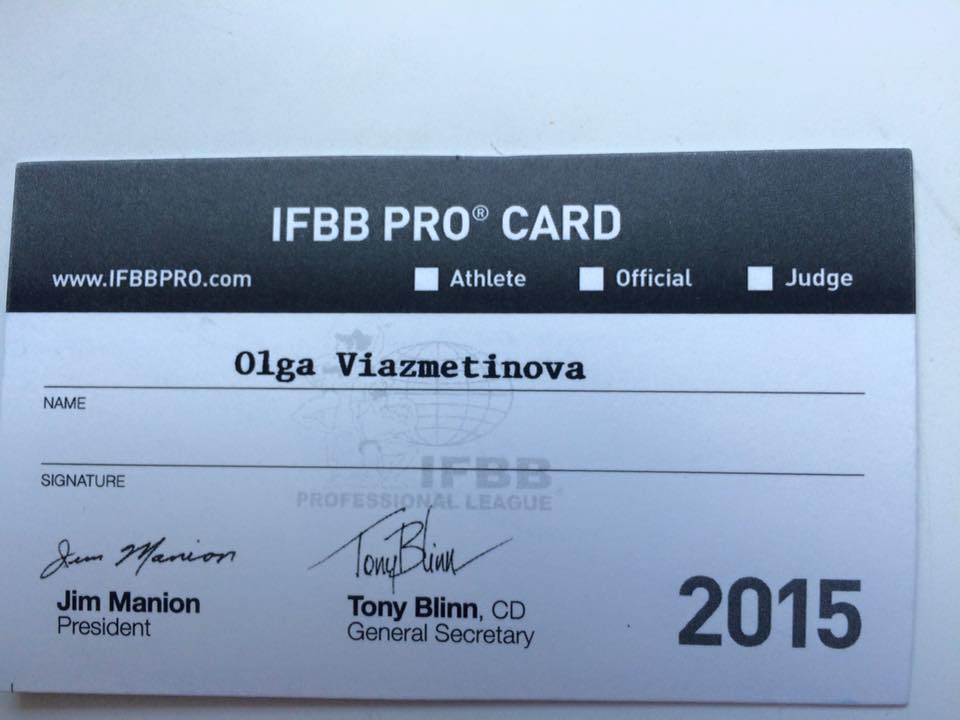 IFBB PRO® CARD
www.IFBBPRO.com Athlete Official Judge
Olga Viazmetinova
NAME
SIGNATURE
IFBB
PROFESSIONAL LEAGUE
Jim Manion Tony Blinn
Jim Manion Tony Blinn, CD
President General Secretary
2015